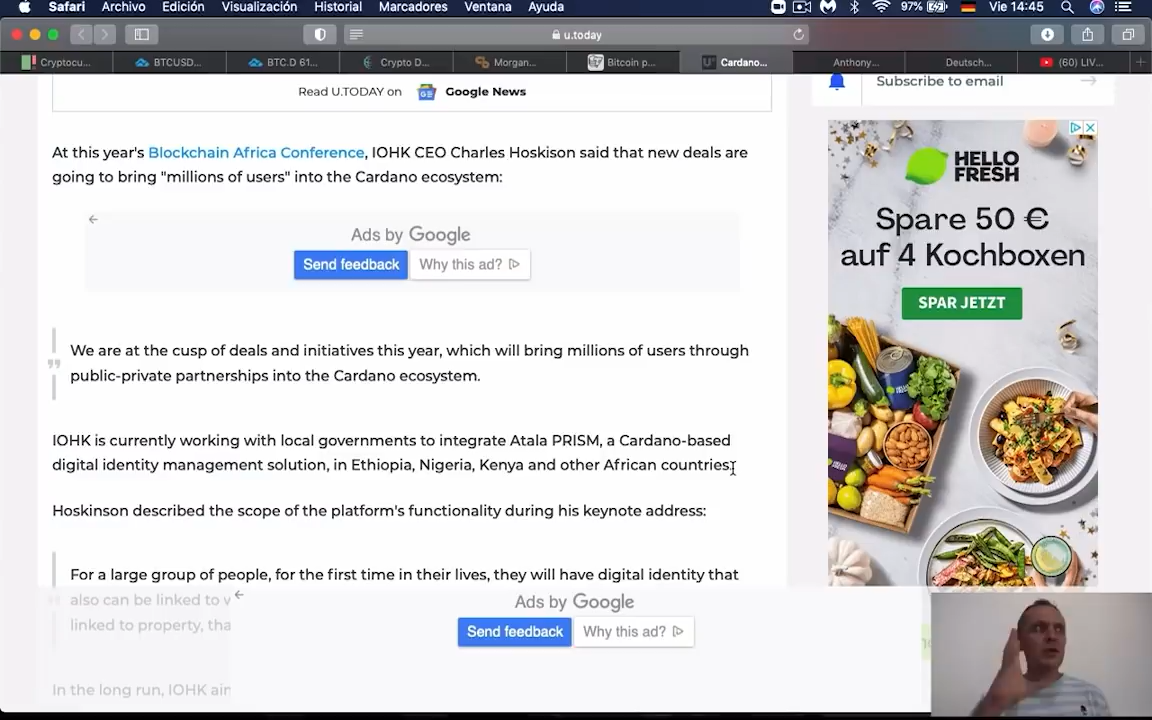 Safari Archivo Edición Visualización Historial Marcadores Ventana Ayuda 97% Vie 14:45
u.today
Cryptocu... BTCUSD... BTC.D 61... Crypto D... Morgan... Bitcoin p... Cardano... Anthony... Deutsch... (60) LIV...
Read U.TODAY on Google News
Subscribe to email
At this year's Blockchain Africa Conference, IOHK CEO Charles Hoskison said that new deals are
going to bring "millions of users" into the Cardano ecosystem:
Ads by Google
Send feedback Why this ad?
We are at the cusp of deals and initiatives this year, which will bring millions of users through
public-private partnerships into the Cardano ecosystem.
IOHK is currently working with local governments to integrate Atala PRISM, a Cardano-based
digital identity management solution, in Ethiopia, Nigeria, Kenya and other African countries.
Hoskinson described the scope of the platform's functionality during his keynote address:
For a large group of people, for the first time in their lives, they will have digital identity that
also can be linked to
linked to property, tha
In the long run, IOHK
Ads by Google
Send feedback Why this ad?
HELLO
FRESH
Spare 50 €
auf 4 Kochboxen
SPAR JETZT